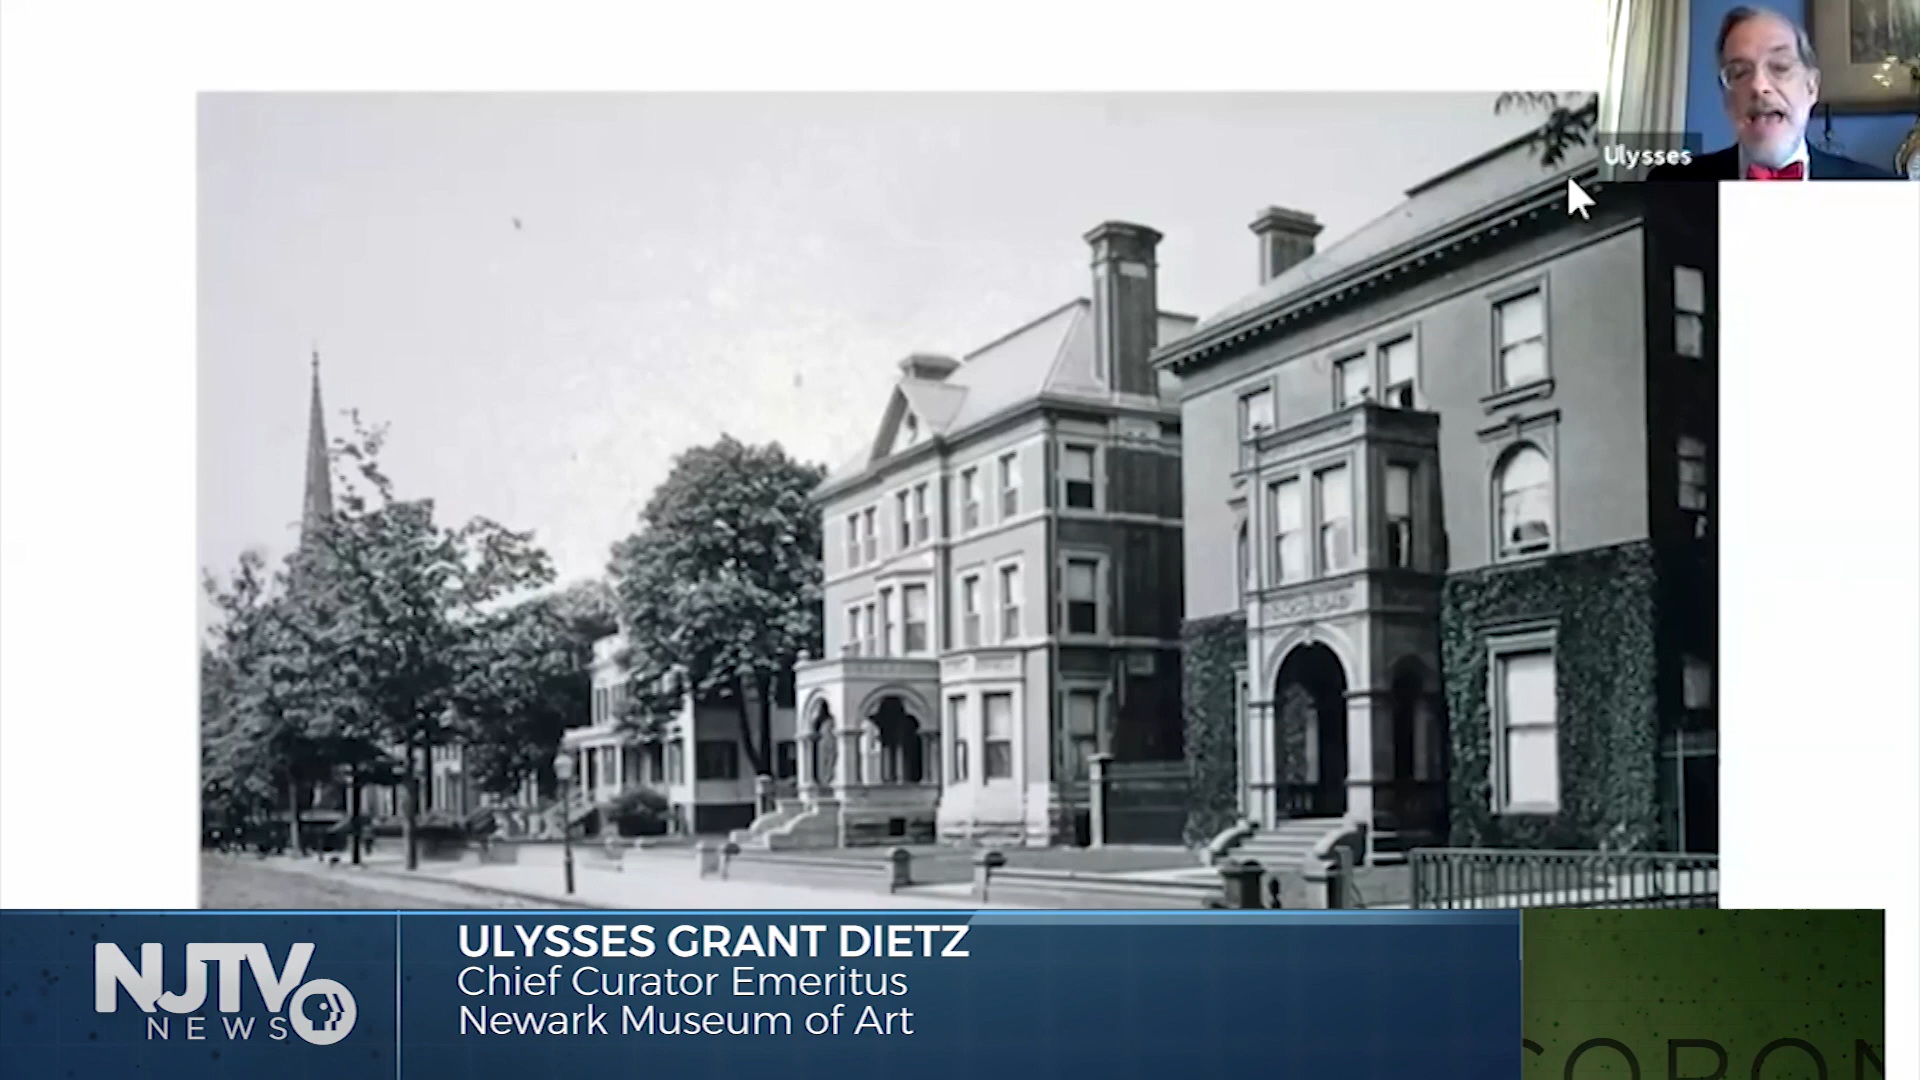 Ulysses
ULYSSES GRANT DIETZ
Chief Curator Emeritus
Newark Museum of Art
NJTV
NEWS